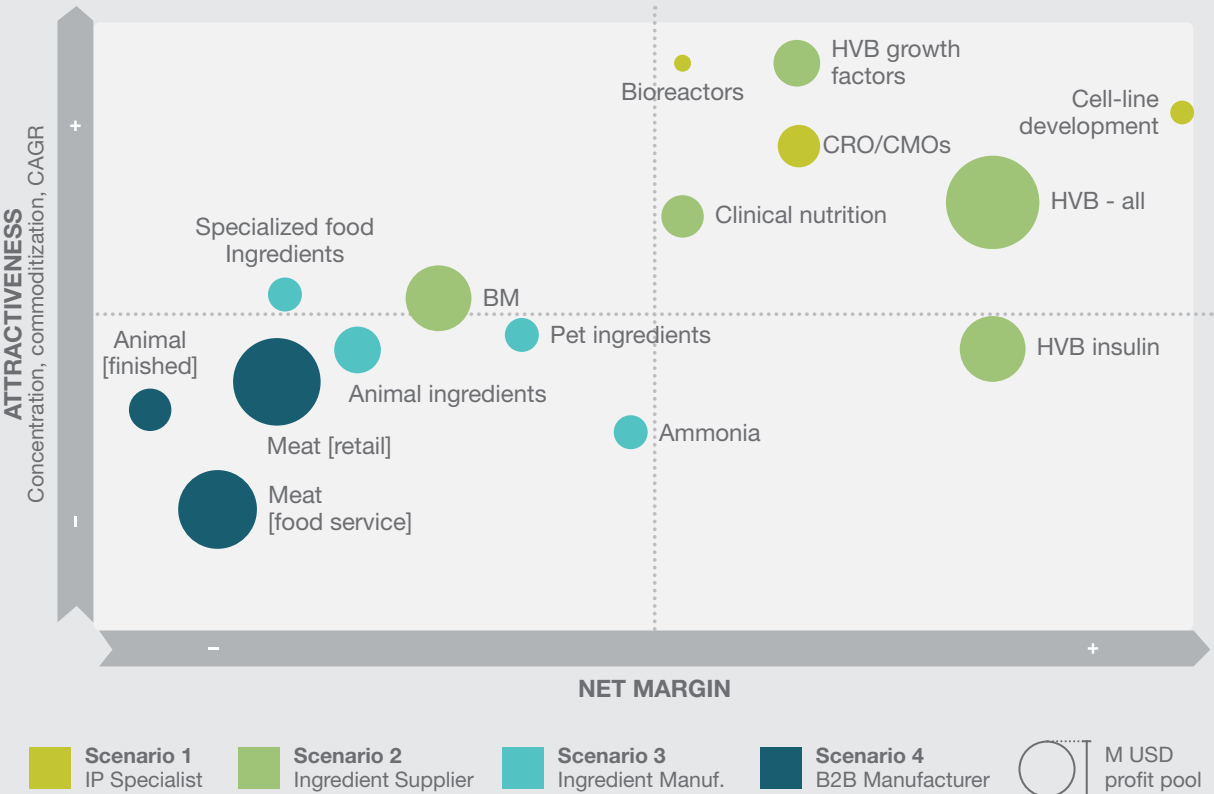 HVB growth
factors
Bioreactors
Cell-line
development
CRO/CMOs
HVB - all
Clinical nutrition
Specialized food
Ingredients
BM
Pet ingredients
Animal
[finished]
HVB insulin
Animal ingredients
Ammonia
Meat [retail]
Meat
[food service]
ATTRACTIVENESS
Concentration, commoditization, CAGR
+
–
–
+
NET MARGIN
Scenario 1
IP Specialist
Scenario 2
Ingredient Supplier
Scenario 3
Ingredient Manuf.
Scenario 4
B2B Manufacturer
M USD
profit pool